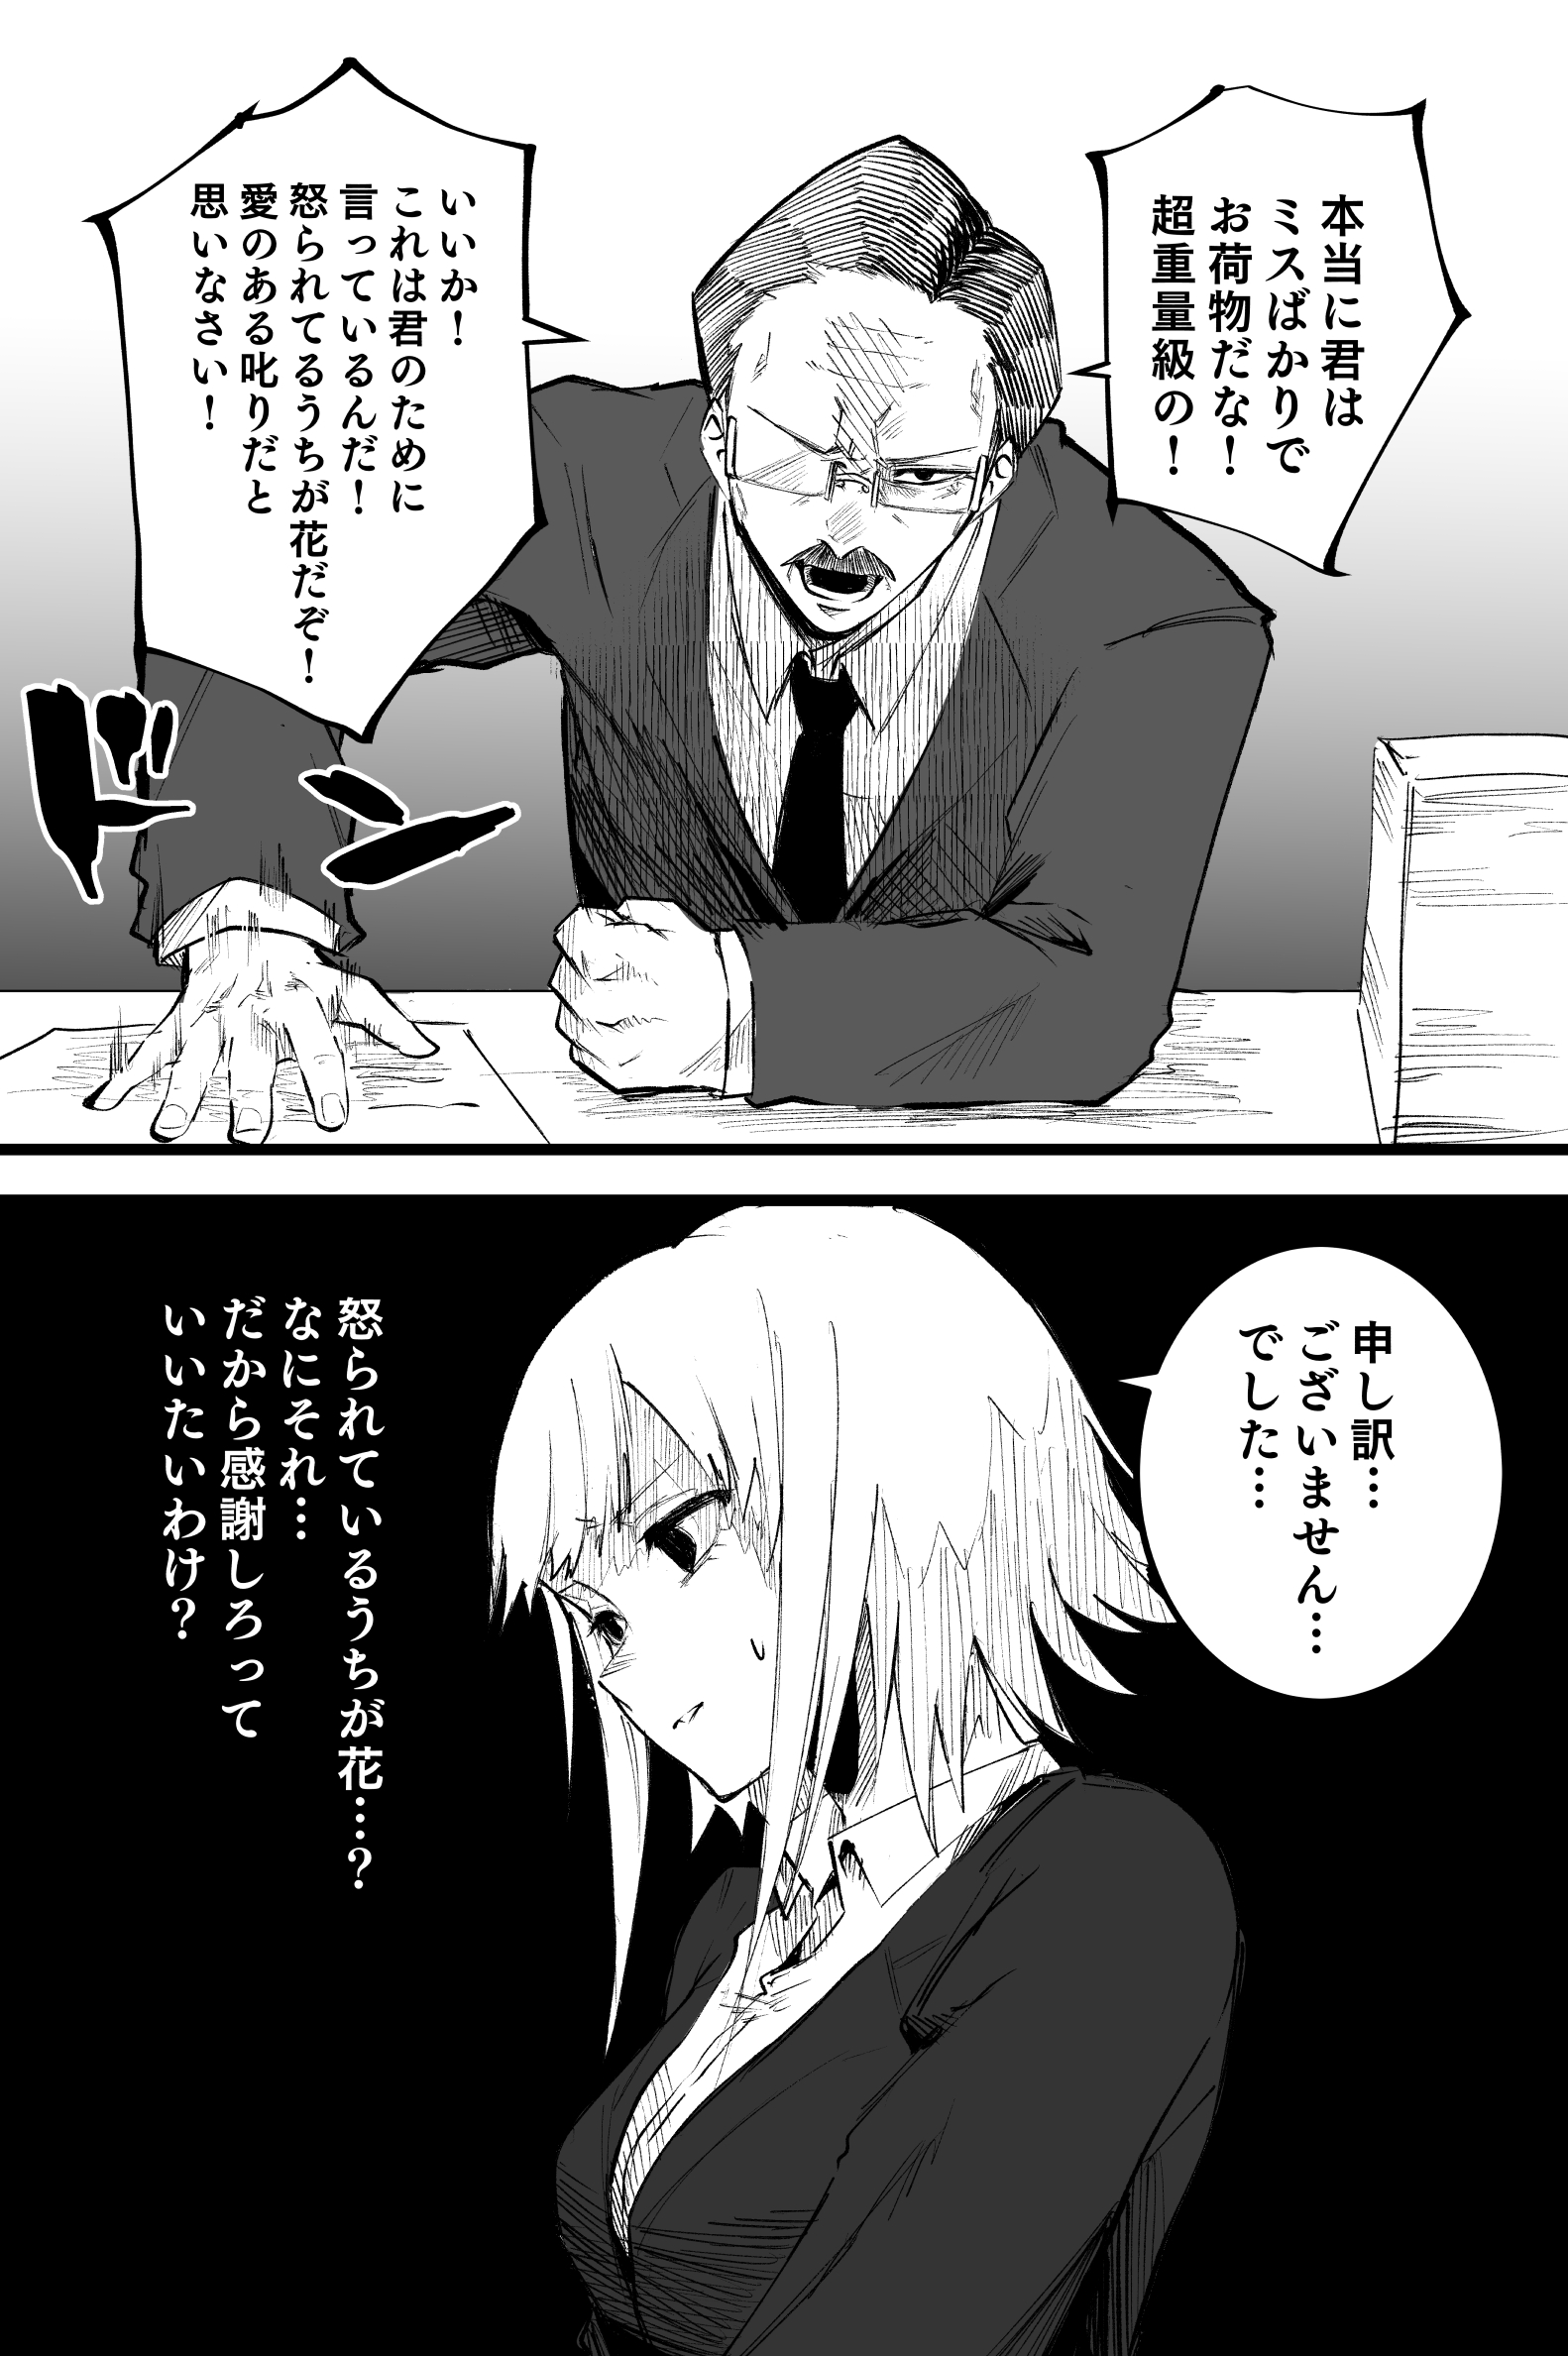 本当に君は
ミスばかりで
お荷物だな！
超重量級の！
いいか！
これは君のために
言っているんだ！
怒られてるうちが花だぞ！
愛のある叱りだと
思いなさい！
ドン
申し訳…
ございません…
でした…
怒られているうちが花…？
なにそれ…
だから感謝しろって
いいたいわけ？